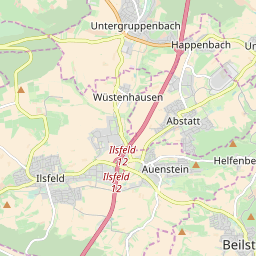 Untergruppenbach
Happenbach
Wüstenhausen
Abstatt
Ilsfeld
12
Helfenbe
Auenstein
Ilsfeld
Ilsfeld
12
Beilst